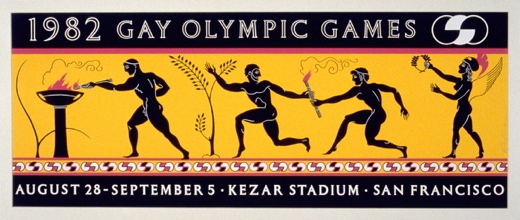 1982 GAY OLYMPIC GAMES
AUGUST 28-SEPTEMBER 5 · KEZAR STADIUM · SAN FRANCISCO